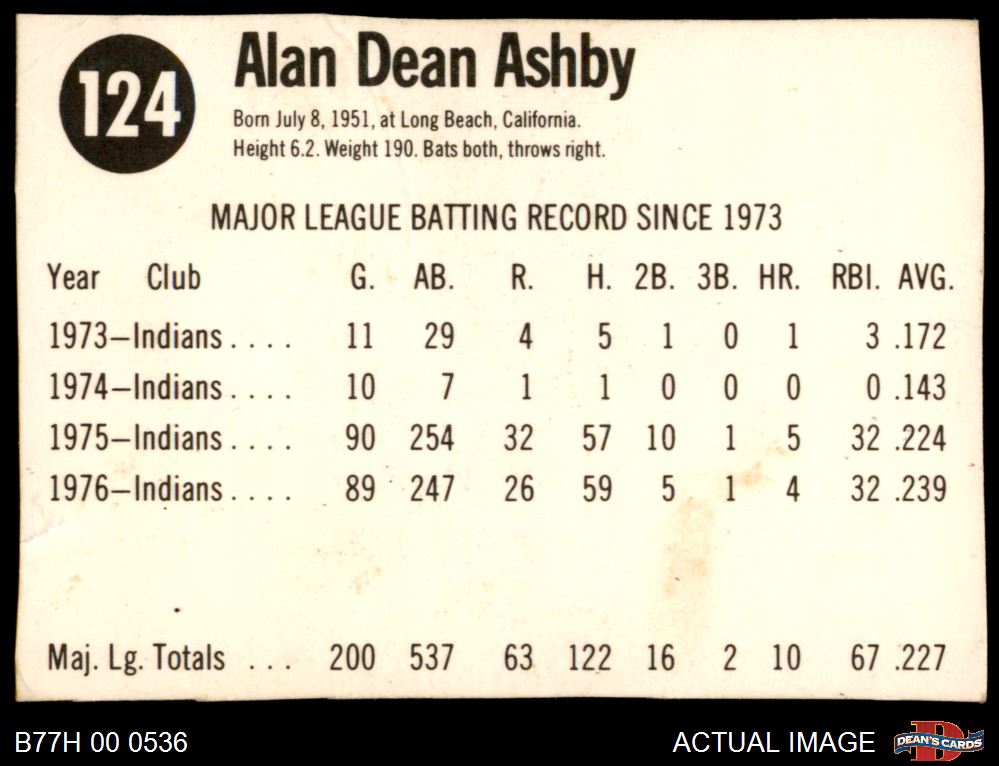 124
Alan Dean Ashby
Born July 8, 1951, at Long Beach, California.
Height 6.2. Weight 190. Bats both, throws right.
MAJOR LEAGUE BATTING RECORD SINCE 1973
Year Club G. AB. R. H. 2B. 3B. HR. RBI. AVG.
1973—Indians.... 11 29 4 5 1 0 1 3 .172
1974—Indians.... 10 7 1 1 0 0 0 0 .143
1975—Indians.... 90 254 32 57 10 1 5 32 .224
1976—Indians.... 89 247 26 59 5 1 4 32 .239
Maj. Lg. Totals ... 200 537 63 122 16 2 10 67 .227
B77H 00 0536 ACTUAL IMAGE D DEAN'S CARDS